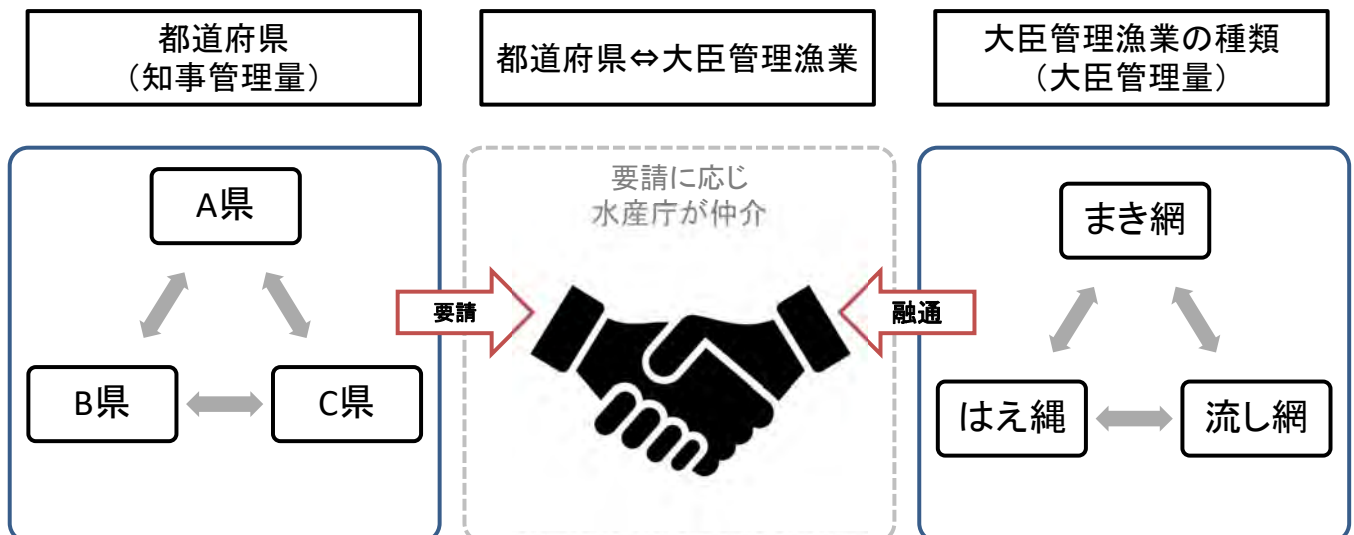 都道府県
（知事管理量）
都道府県⇔大臣管理漁業
大臣管理漁業の種類
（大臣管理量）
要請に応じ
水産庁が仲介
A県
B県
C県
要請
融通
まき網
はえ縄
流し網